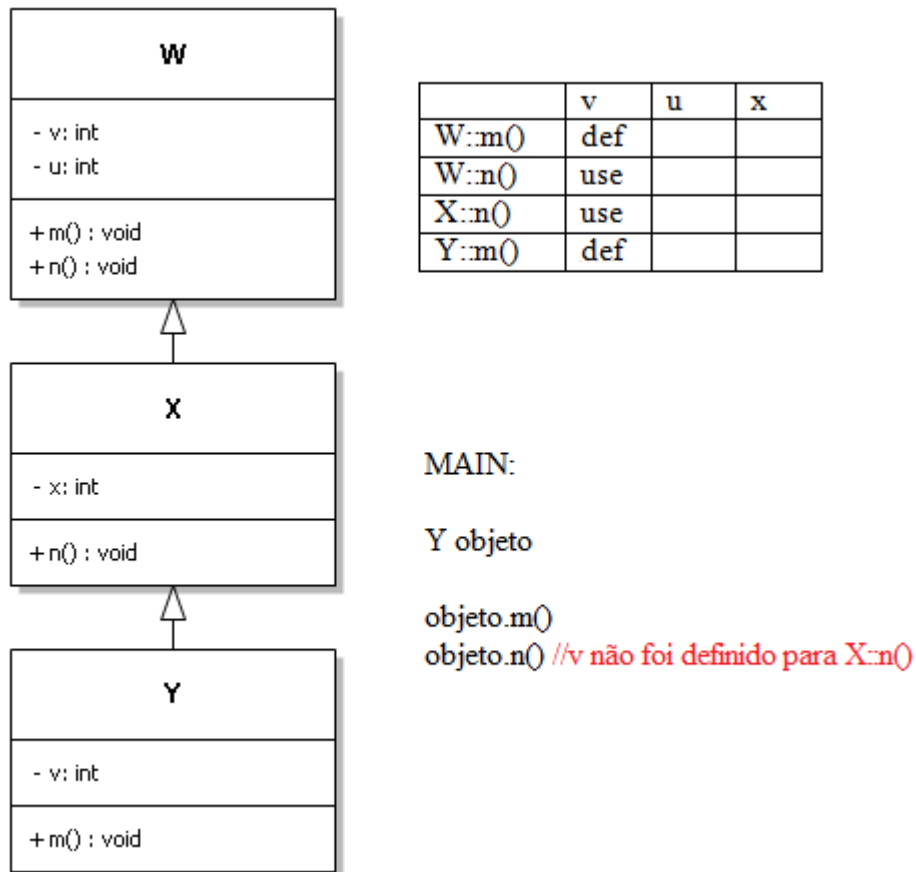 W
- v: int
- u: int
+ m() : void
+ n() : void
X
- x: int
+ n() : void
Y
- v: int
+ m() : void
v u x
W::m() def
W::n() use
X::n() use
Y::m() def
MAIN:
Y objeto
objeto.m()
objeto.n() //v não foi definido para X::n()